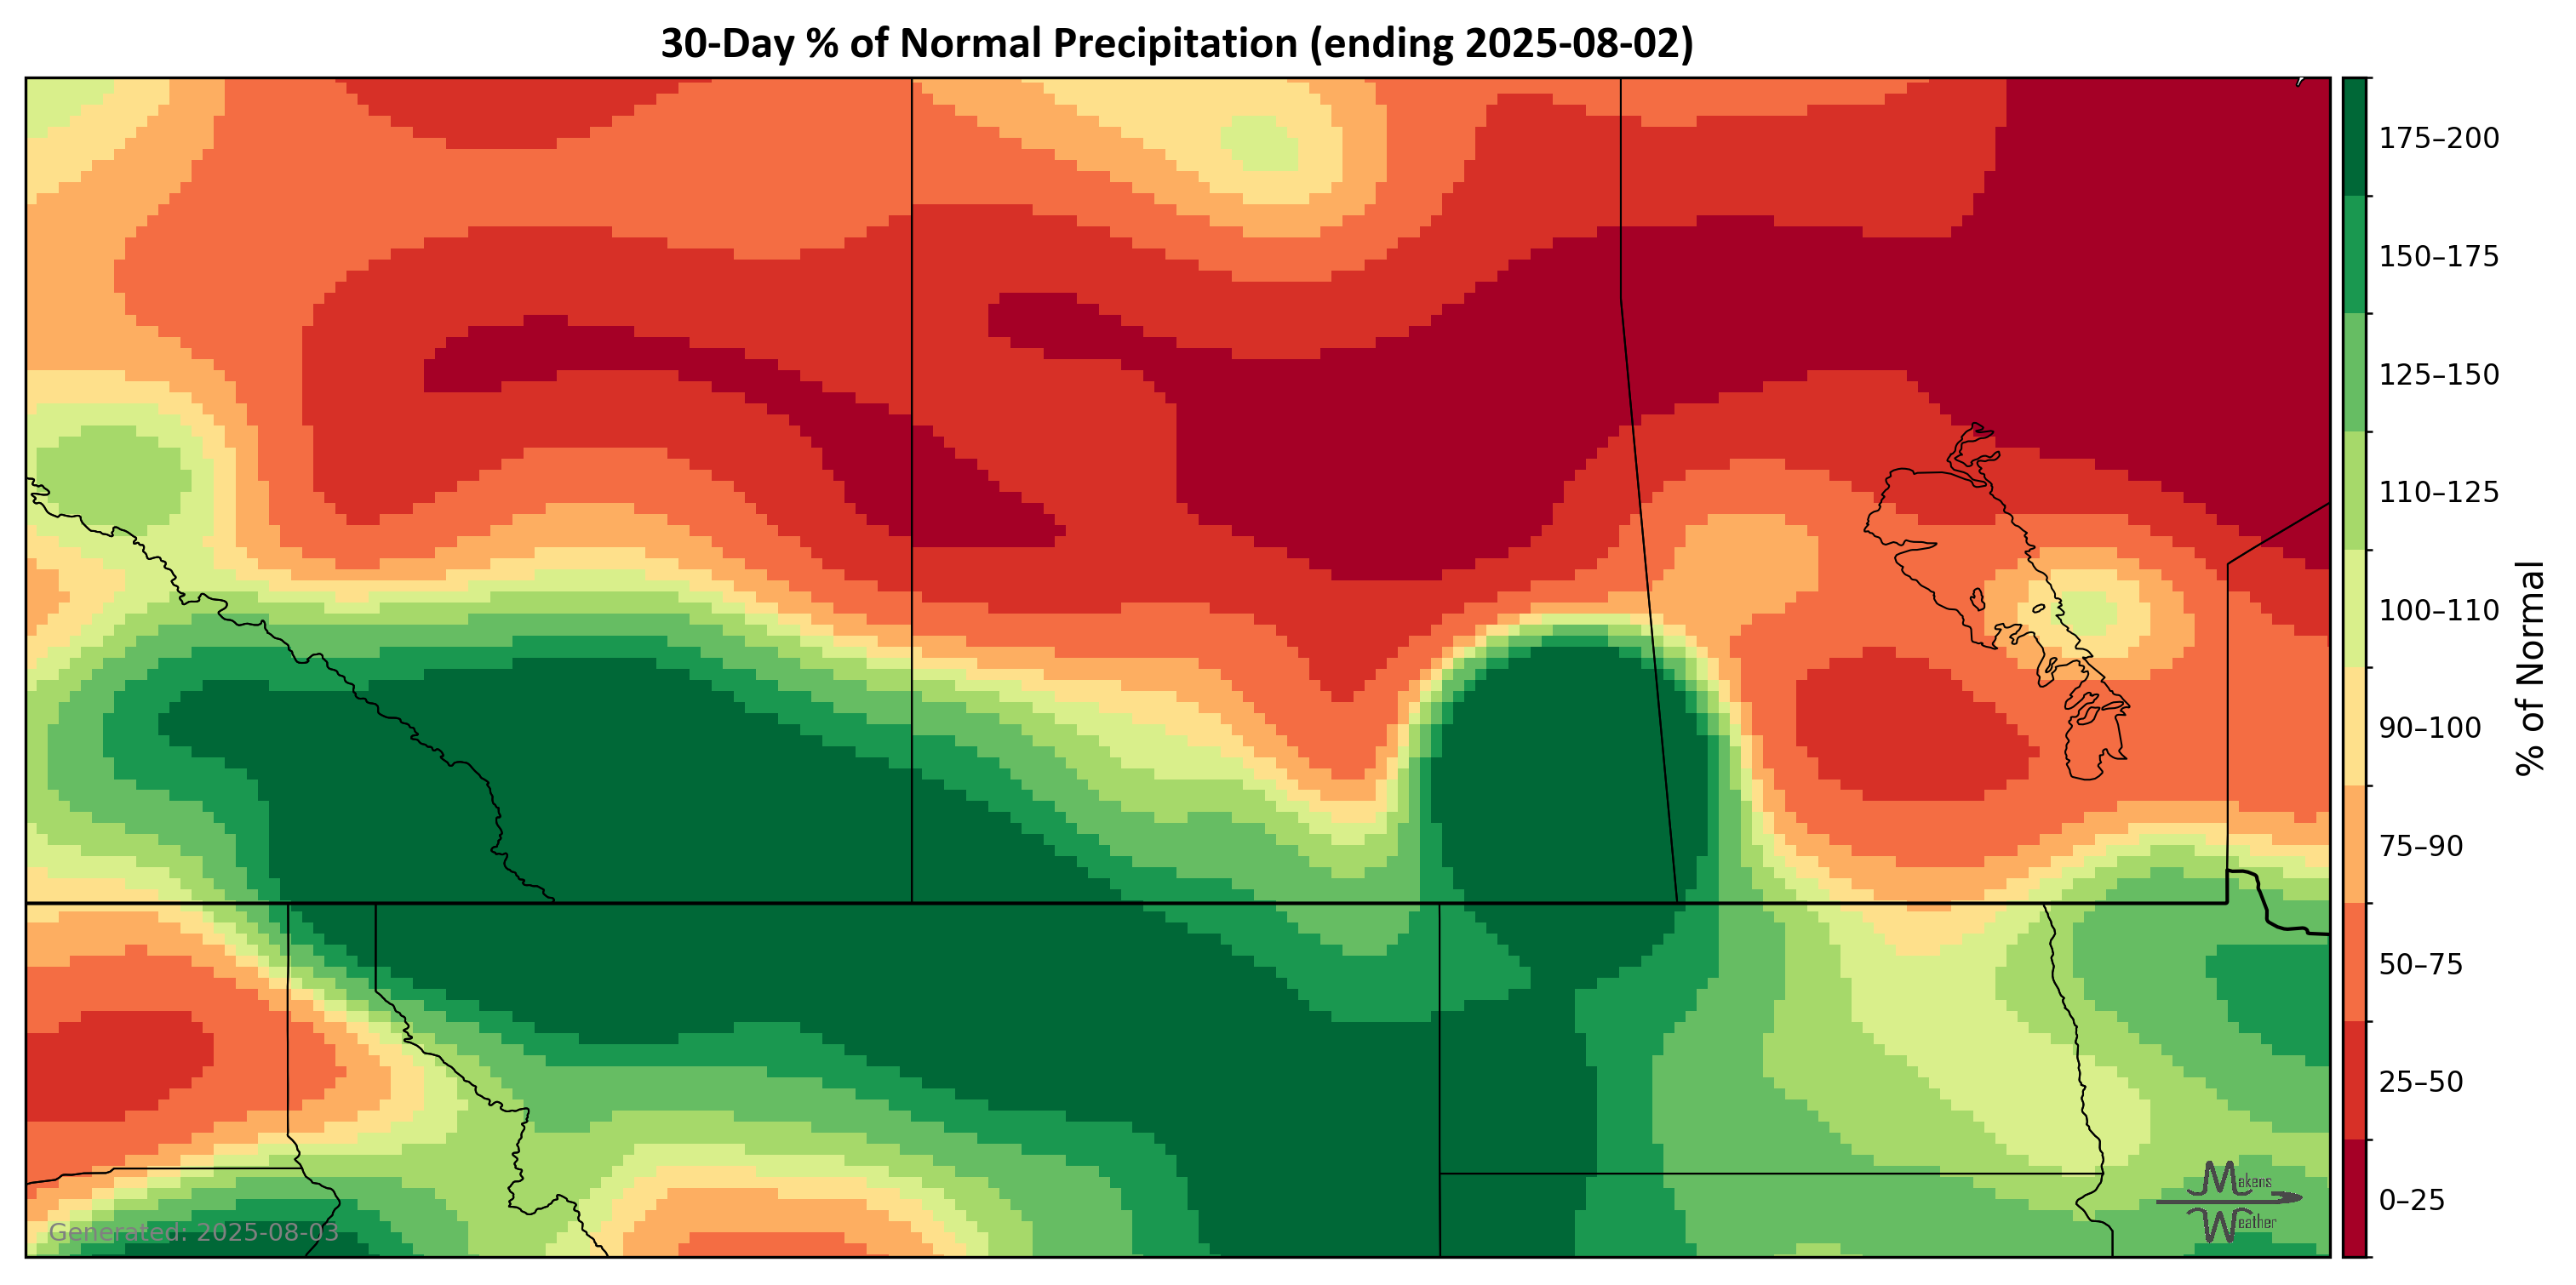 30-Day % of Normal Precipitation (ending 2025-08-02)
175–200
150–175
125–150
110–125
100–110
90–100
75–90
50–75
25–50
0–25
% of Normal
Generated: 2025-08-03
Makens
Weather